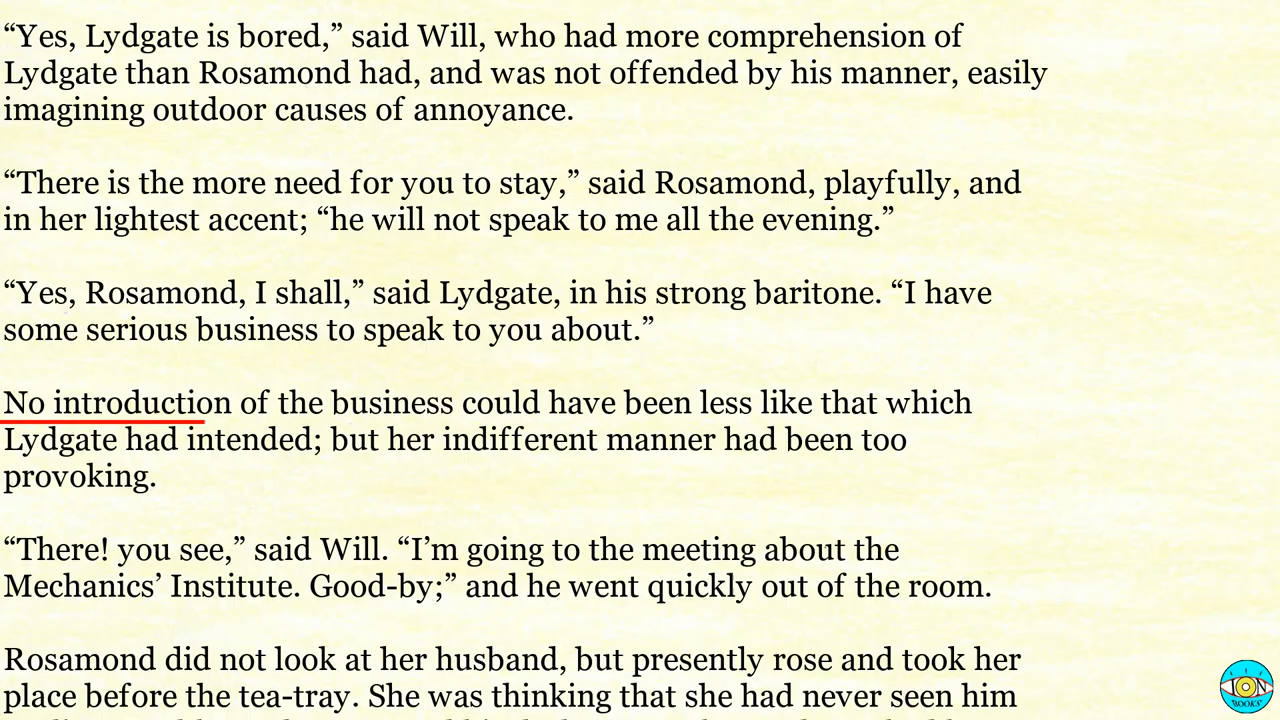 “Yes, Lydgate is bored,” said Will, who had more comprehension of
Lydgate than Rosamond had, and was not offended by his manner, easily
imagining outdoor causes of annoyance.
“There is the more need for you to stay,” said Rosamond, playfully, and
in her lightest accent; “he will not speak to me all the evening.”
“Yes, Rosamond, I shall,” said Lydgate, in his strong baritone. “I have
some serious business to speak to you about.”
No introduction of the business could have been less like that which
Lydgate had intended; but her indifferent manner had been too
provoking.
“There! you see,” said Will. “I’m going to the meeting about the
Mechanics’ Institute. Good-by;” and he went quickly out of the room.
Rosamond did not look at her husband, but presently rose and took her
place before the tea-tray. She was thinking that she had never seen him
ION
BOOKS